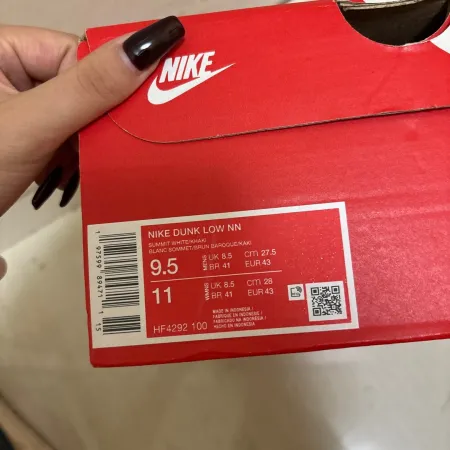 NIKE
NIKE DUNK LOW NN
SUMMIT WHITE/KHAKI
BLANC SOMMET/BRUN BAROQUE/KAKI
9.5 MENS UK 8.5 cm 27.5
BR 41 EUR 43
11 WMNS UK 8.5 cm 28
BR 41 EUR 43
HF4292 100
MADE IN INDONESIA
FABRIQUÉ EN INDONESIE
FABRICADO EN INDONESIA